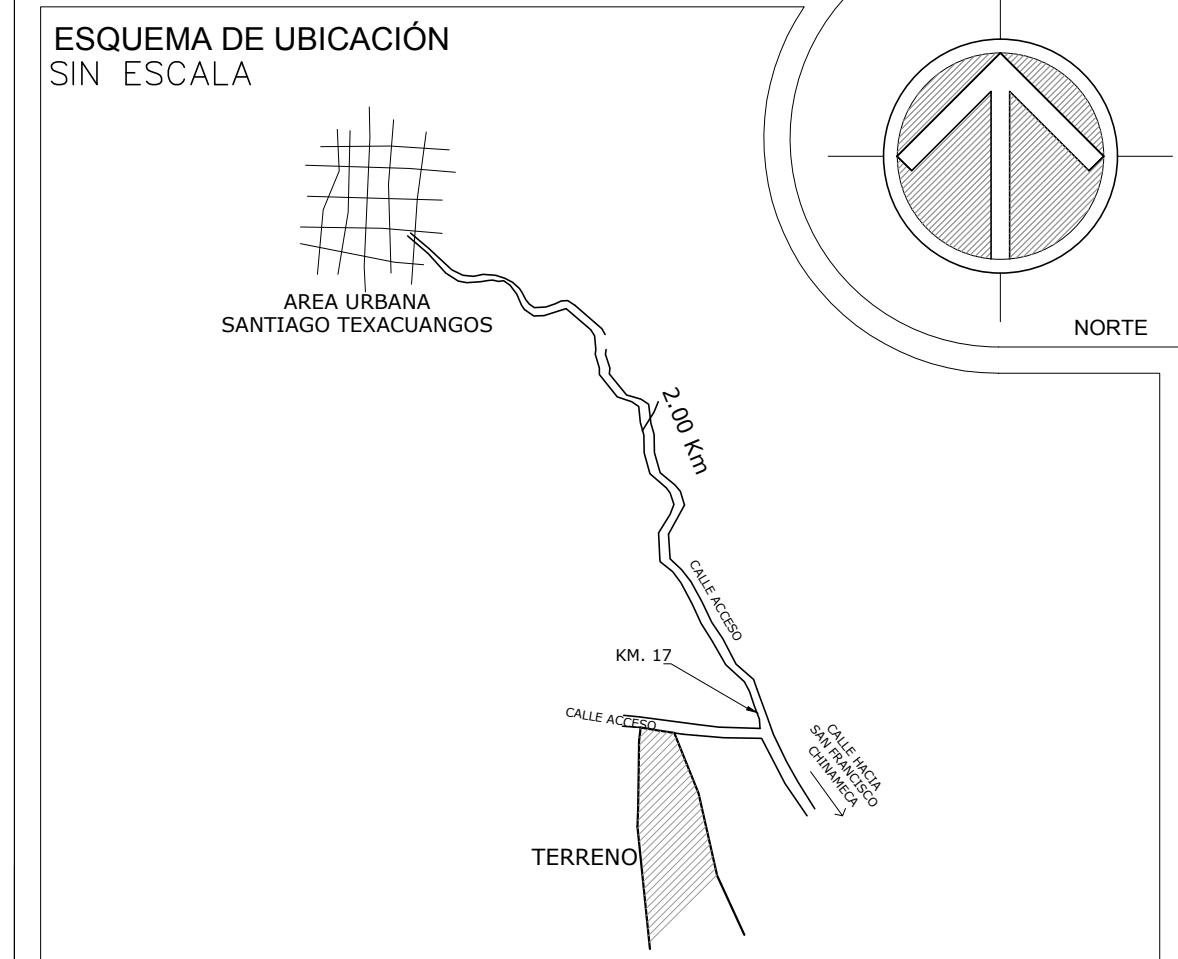 ESQUEMA DE UBICACIÓN
SIN ESCALA
NORTE
AREA URBANA
SANTIAGO TEXACUANGOS
2.00 Km
CALLE ACCESO
KM. 17
CALLE ACCESO
CALLE HACIA
SAN FRANCISCO
CHINAMECA
TERRENO